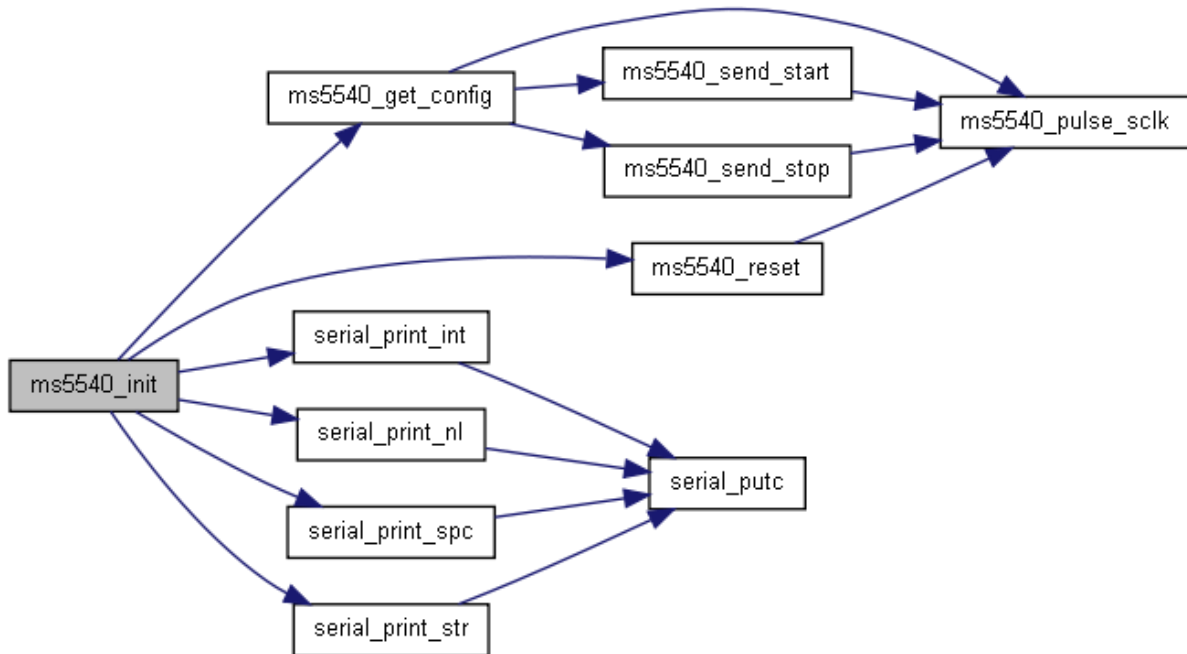 ms5540_get_config
ms5540_send_start
ms5540_pulse_sclk
ms5540_send_stop
ms5540_reset
serial_print_int
ms5540_init
serial_print_nl
serial_putc
serial_print_spc
serial_print_str